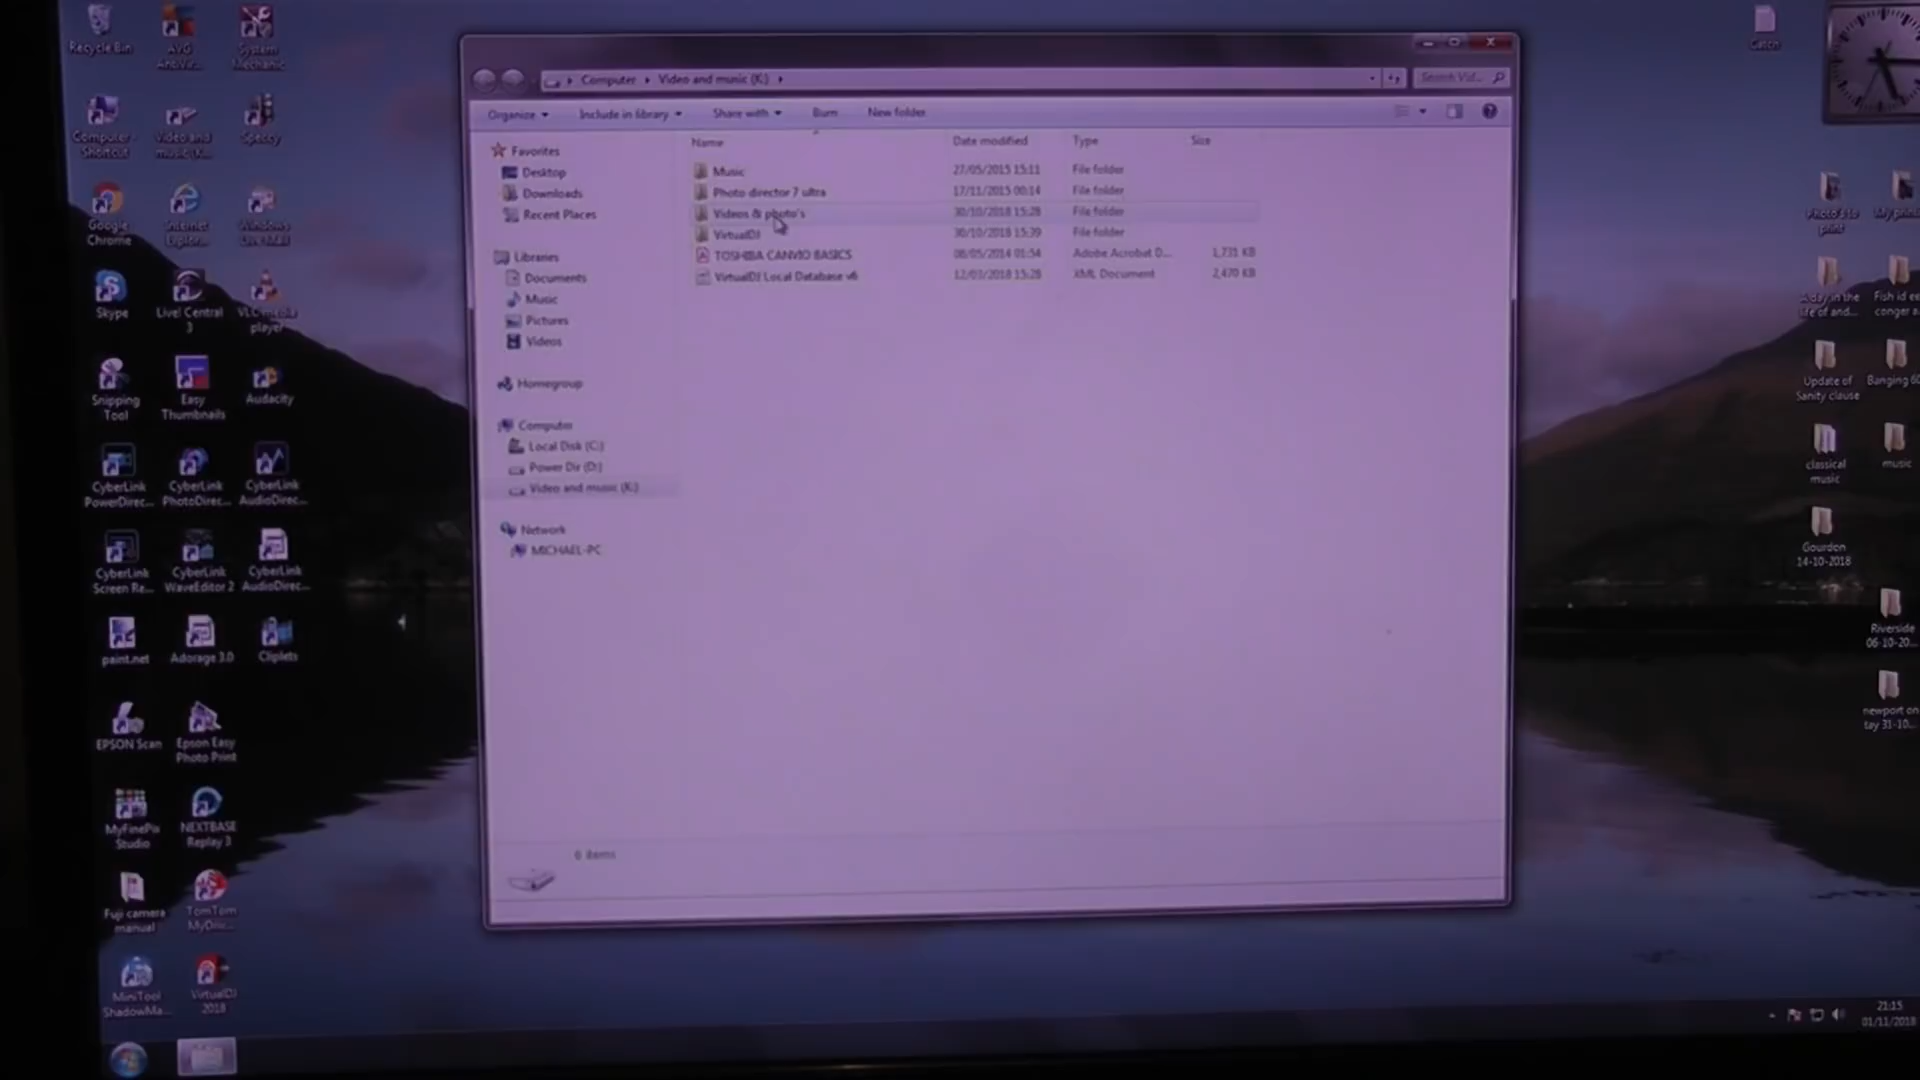 Recycle Bin
AVG
AntiVir...
System
Mechanic
Computer -
Shortcut
Video and
music (K...
Speccy
Google
Chrome
Internet
Explor...
Windows
Live Mail
Skype
Live! Central
3
VLC media
player
Snipping
Tool
Easy
Thumbnails
Audacity
CyberLink
PowerDirec...
CyberLink
PhotoDirec...
CyberLink
AudioDirec...
CyberLink
Screen Re...
CyberLink
WaveEditor 2
CyberLink
AudioDirec...
paint.net
Adorage 3.0
Cliplets
EPSON Scan
Epson Easy
Photo Print
MyFinePix
Studio
NEXTBASE
Replay 3
Fuji camera
manual
TomTom
MyDriv...
MiniTool
ShadowMa...
VirtualDJ
2018
Computer
Video and music (K:)
Search Vid...
Organize
Include in library
Share with
Burn
New folder
Favorites
Desktop
Downloads
Recent Places
Libraries
Documents
Music
Pictures
Videos
Homegroup
Computer
Local Disk (C:)
Power Dir (D:)
Video and music (K:)
Network
MICHAEL-PC
Name Date modified Type Size
Music 27/05/2015 15:11 File folder
Photo director 7 ultra 17/11/2015 00:14 File folder
Videos & photo's 30/10/2018 15:28 File folder
VirtualDJ 30/10/2018 15:39 File folder
TOSHIBA CANVIO BASICS 08/05/2014 01:54 Adobe Acrobat D... 1,731 KB
VirtualDJ Local Database v6 12/03/2018 15:28 XML Document 2,470 KB
6 items
Catch
Photo's to
print
My prints
A day in the
life of and...
Fish id ee
conger a
Update of
Sanity clause
Banging 60
classical
music
music
Gourdon
14-10-2018
Riverside
06-10-20...
newport on
tay 31-10...
21:15
01/11/2018